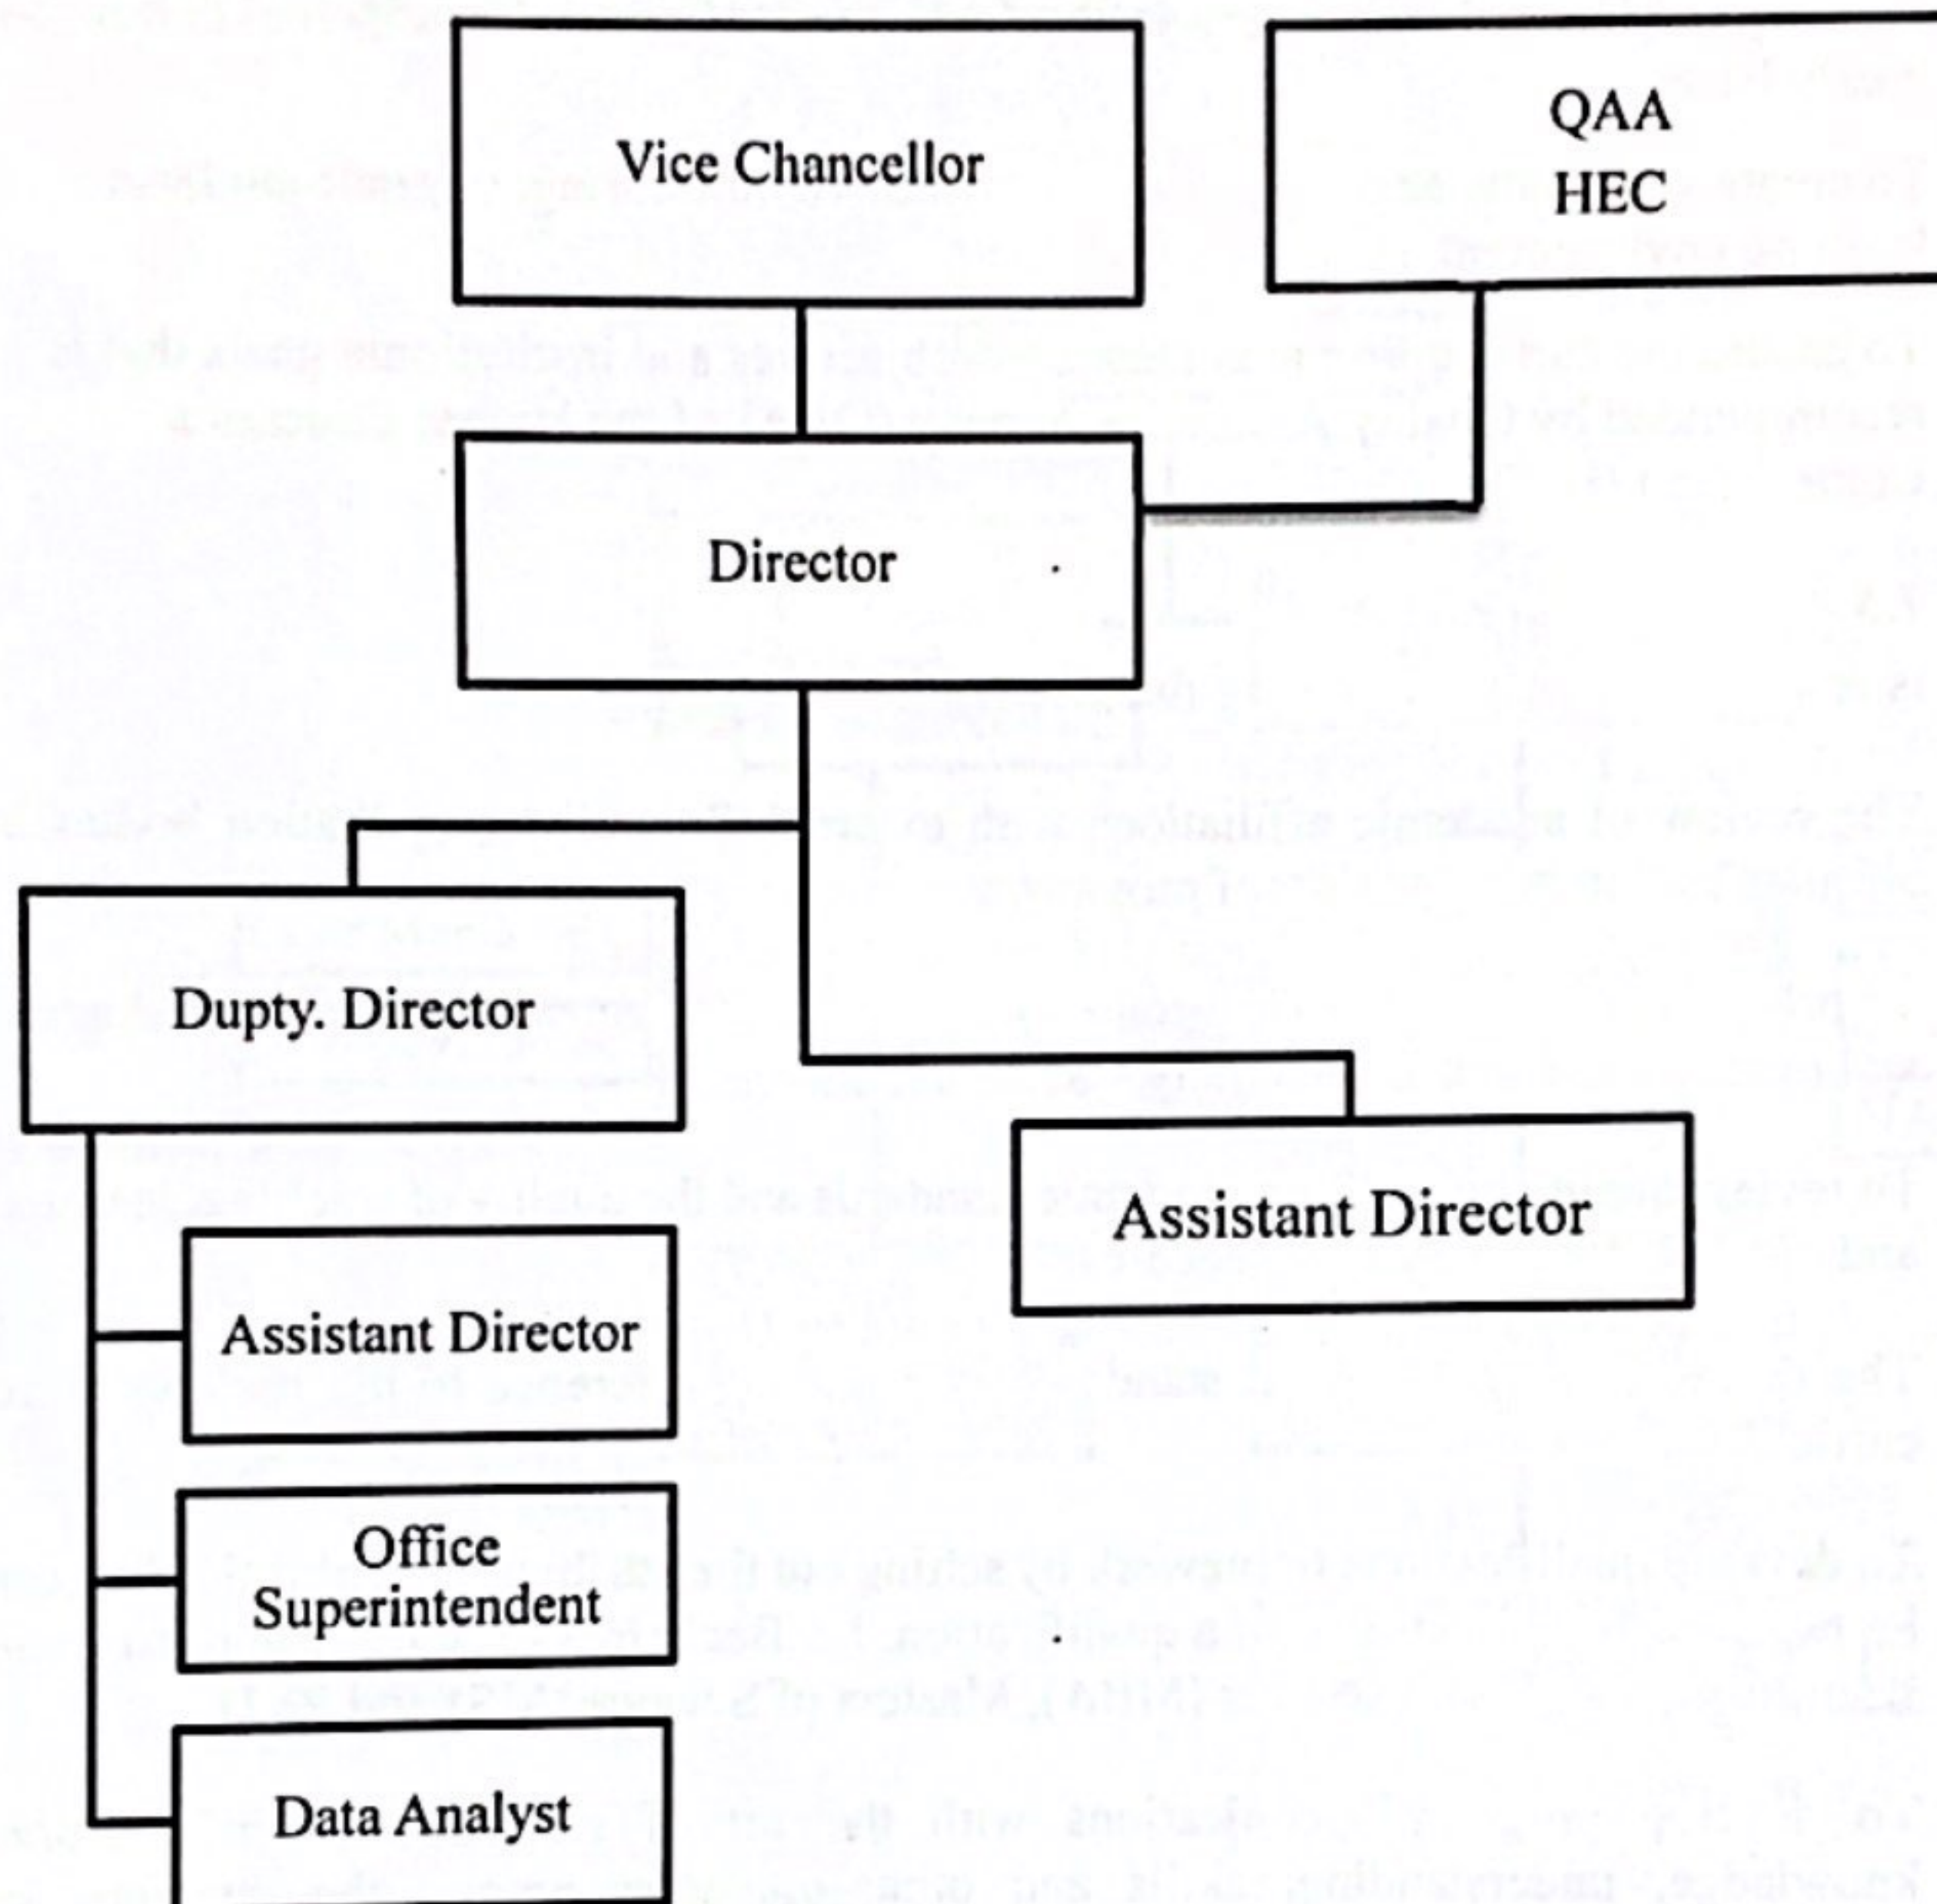 Vice Chancellor
QAA
HEC
Director
Dupty. Director
Assistant Director
Assistant Director
Office
Superintendent
Data Analyst